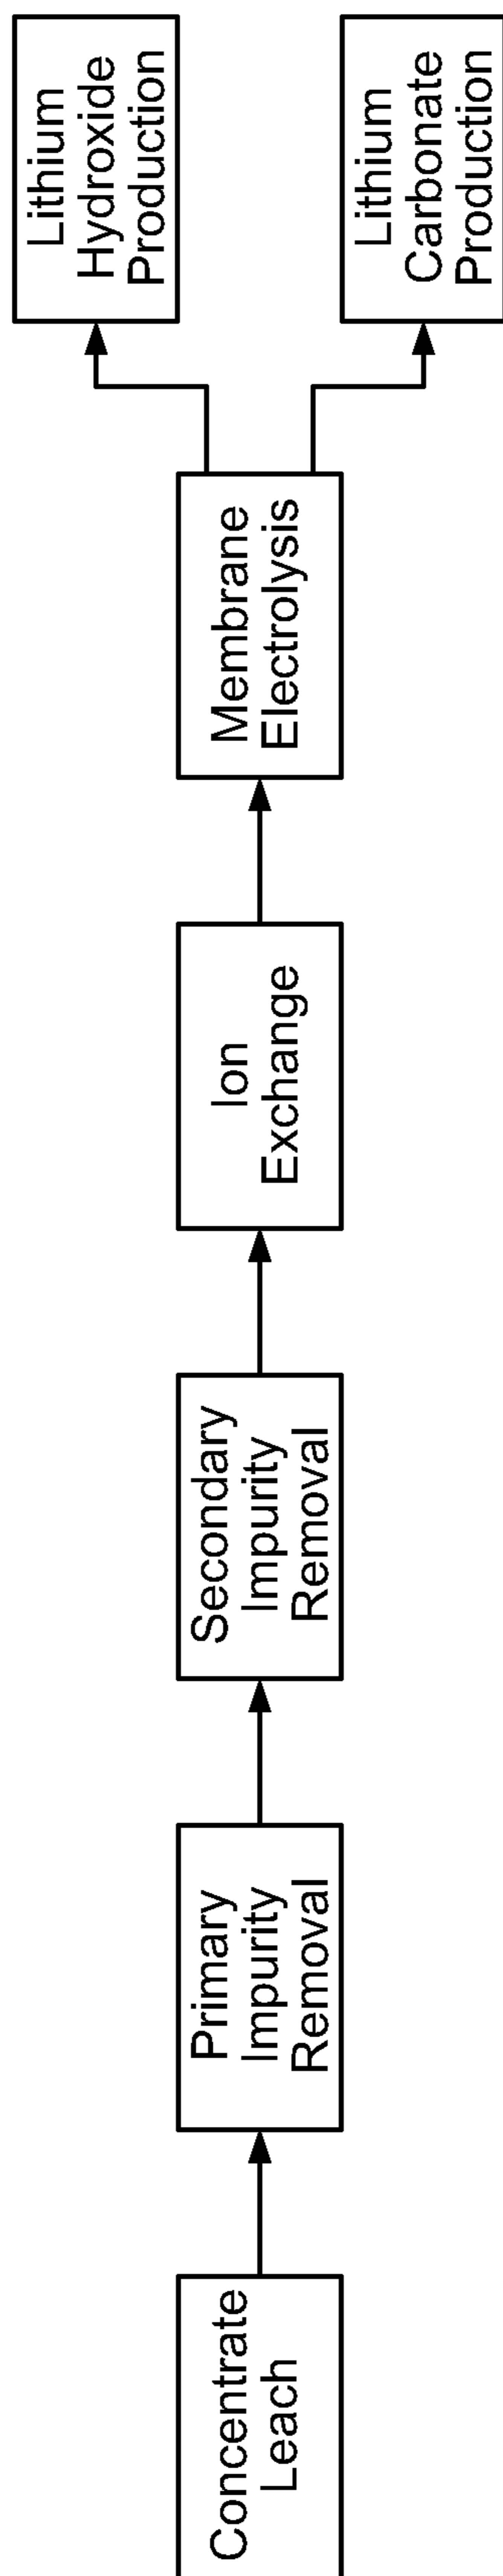 Concentrate
Leach
Primary
Impurity
Removal
Secondary
Impurity
Removal
Ion
Exchange
Membrane
Electrolysis
Lithium
Hydroxide
Production
Lithium
Carbonate
Production